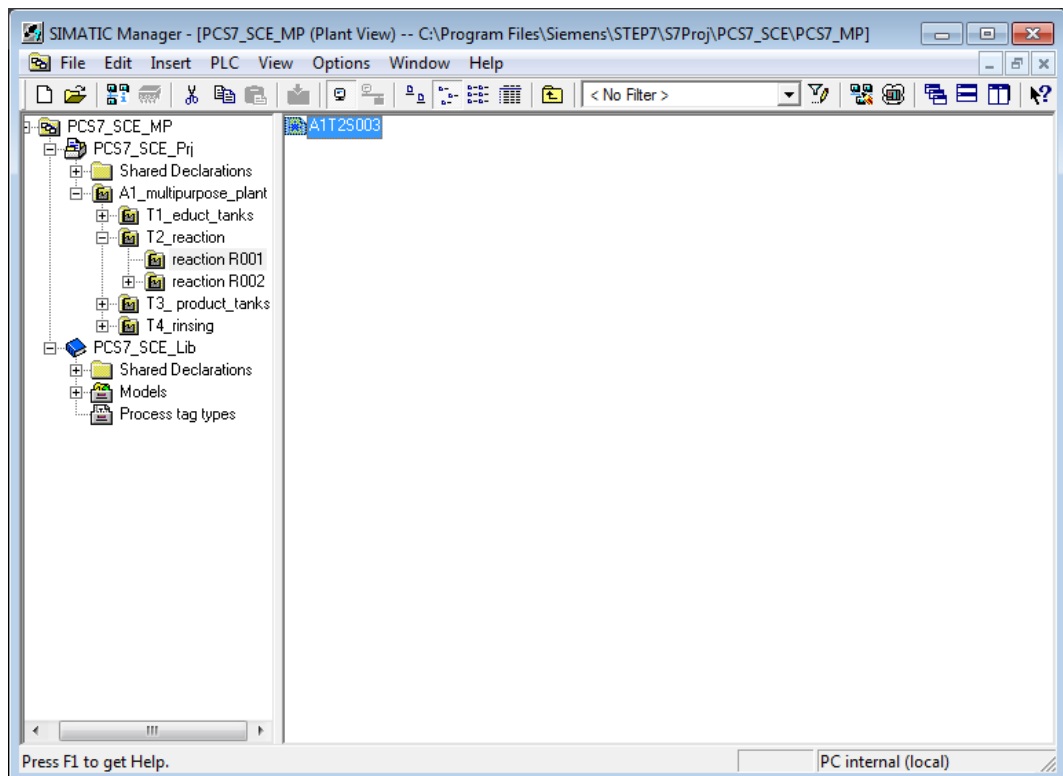 SIMATIC Manager - [PCS7_SCE_MP (Plant View) -- C:\Program Files\Siemens\STEP7\S7Proj\PCS7_SCE\PCS7_MP]
File Edit Insert PLC View Options Window Help
< No Filter >
PCS7_SCE_MP
PCS7_SCE_Prj
Shared Declarations
A1_multipurpose_plant
T1_educt_tanks
T2_reaction
reaction R001
reaction R002
T3_ product_tanks
T4_rinsing
PCS7_SCE_Lib
Shared Declarations
Models
Process tag types
A1T2S003
Press F1 to get Help.
PC internal (local)